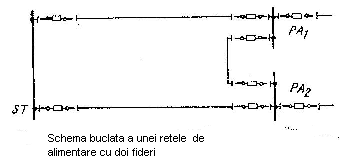 PA1
PA2
ST
Schema buclata a unei retele de
alimentare cu doi fideri